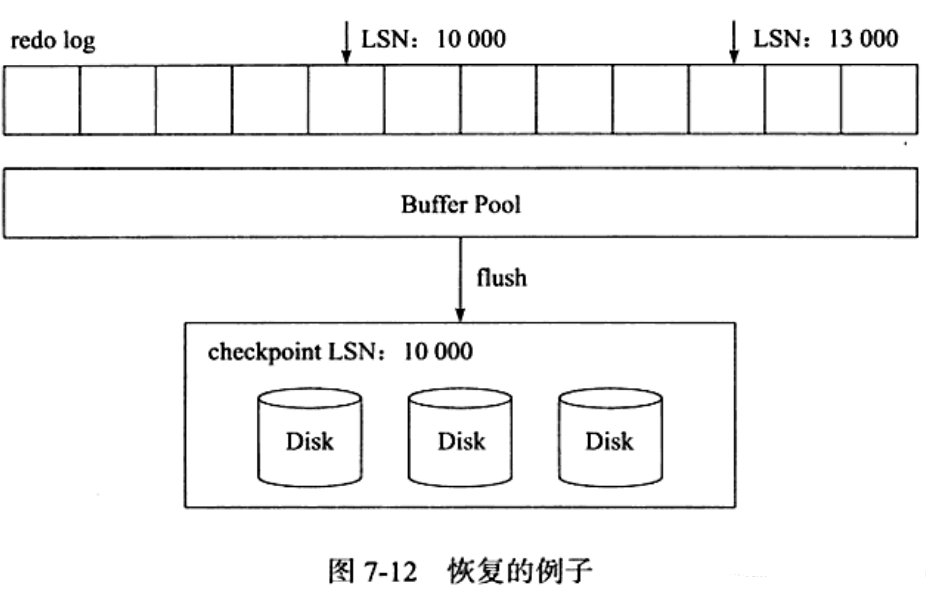 redo log
LSN: 10 000
LSN: 13 000
Buffer Pool
flush
checkpoint LSN: 10 000
Disk
Disk
Disk
图 7-12 恢复的例子